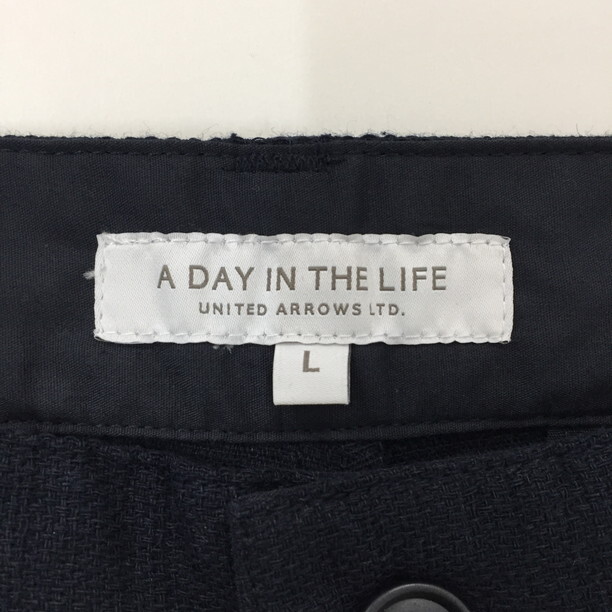 A DAY IN THE LIFE
UNITED ARROWS LTD.
L